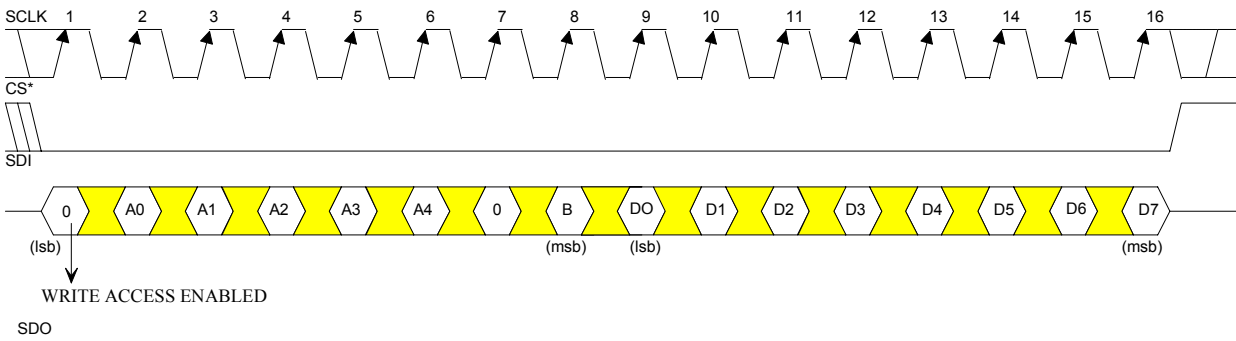 SCLK 1 2 3 4 5 6 7 8 9 10 11 12 13 14 15 16
CS*
SDI
0 A0 A1 A2 A3 A4 0 B DO D1 D2 D3 D4 D5 D6 D7
(lsb) (msb) (lsb) (msb)
WRITE ACCESS ENABLED
SDO